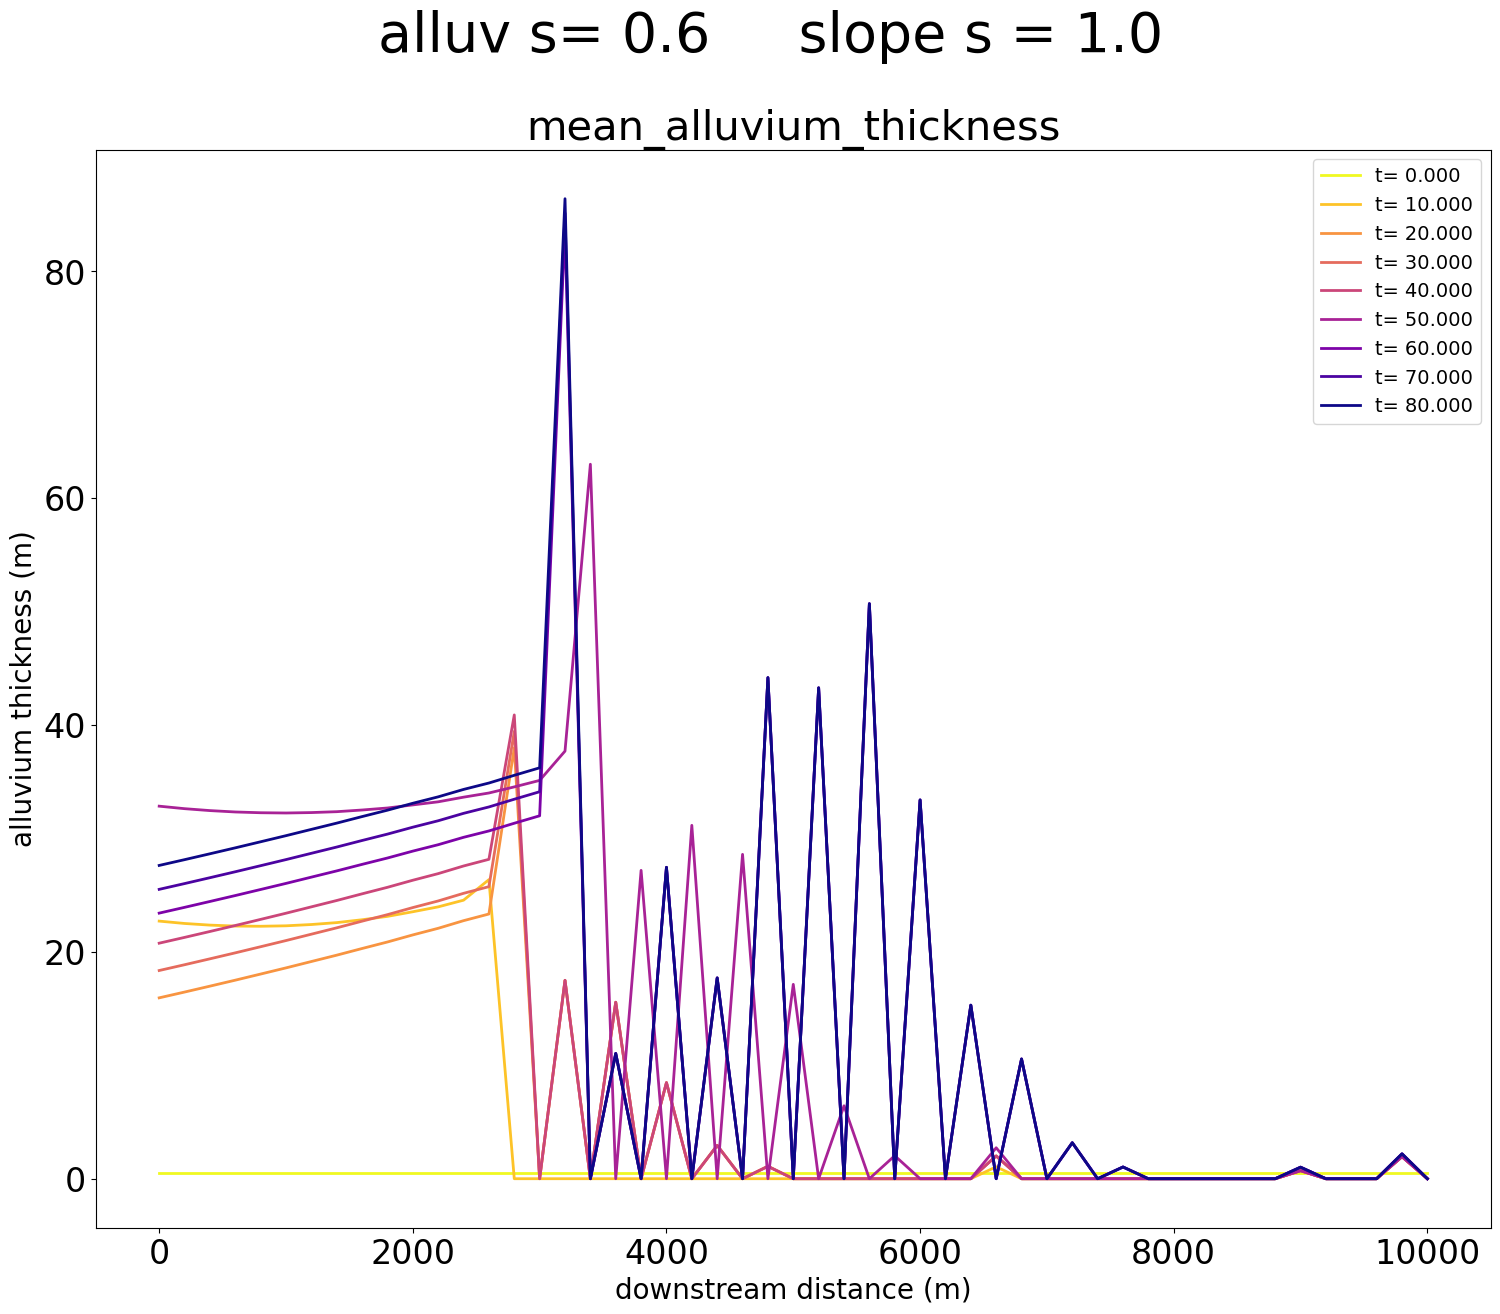 alluv s= 0.6 slope s = 1.0
mean_alluvium_thickness
t= 0.000
t= 10.000
t= 20.000
t= 30.000
t= 40.000
t= 50.000
t= 60.000
t= 70.000
t= 80.000
alluvium thickness (m)
80
60
40
20
0
0 2000 4000 6000 8000 10000
downstream distance (m)